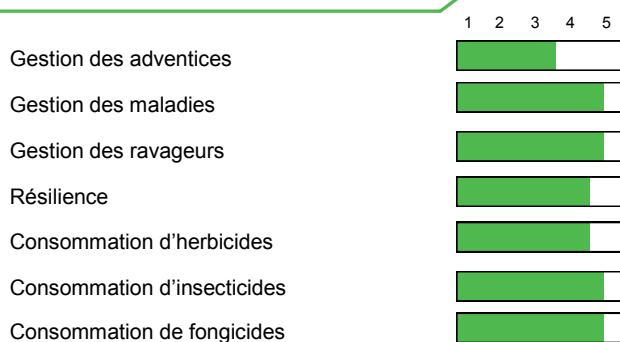 1 2 3 4 5
Gestion des adventices
Gestion des maladies
Gestion des ravageurs
Résilience
Consommation d’herbicides
Consommation d’insecticides
Consommation de fongicides